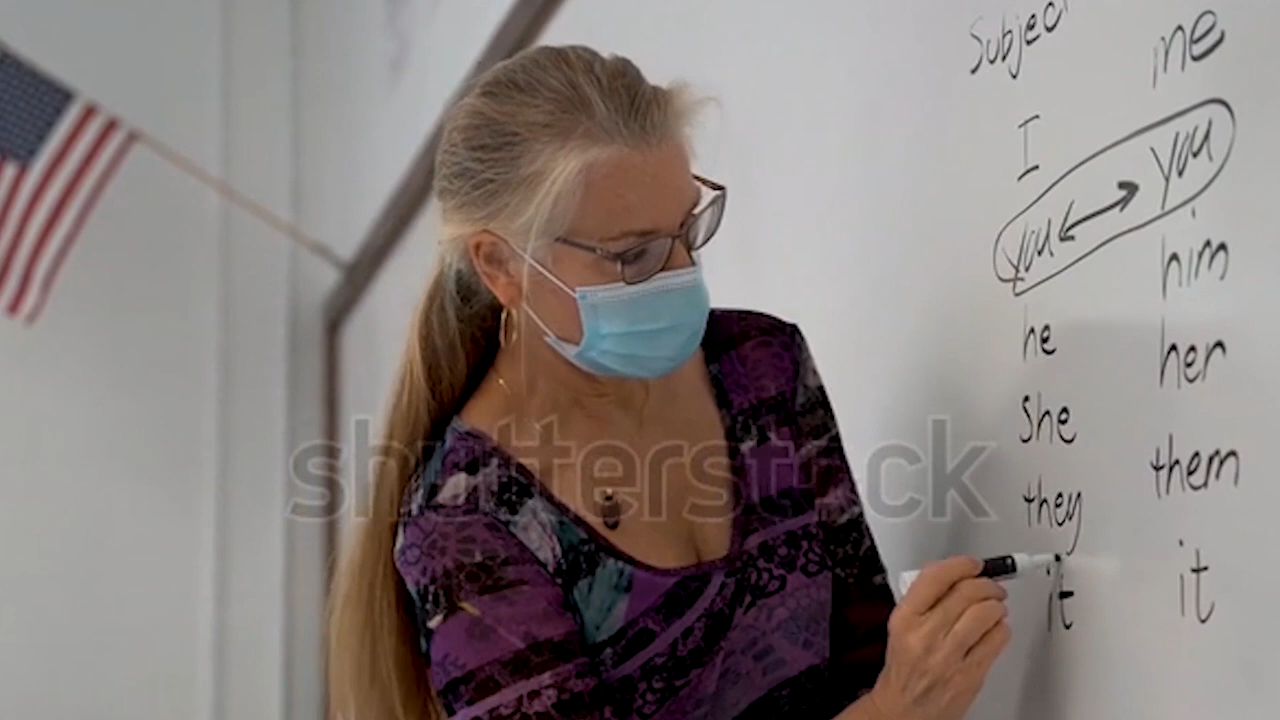 Subject
me
I
you ↔ you
he him
she her
they them
it it
shutterstock